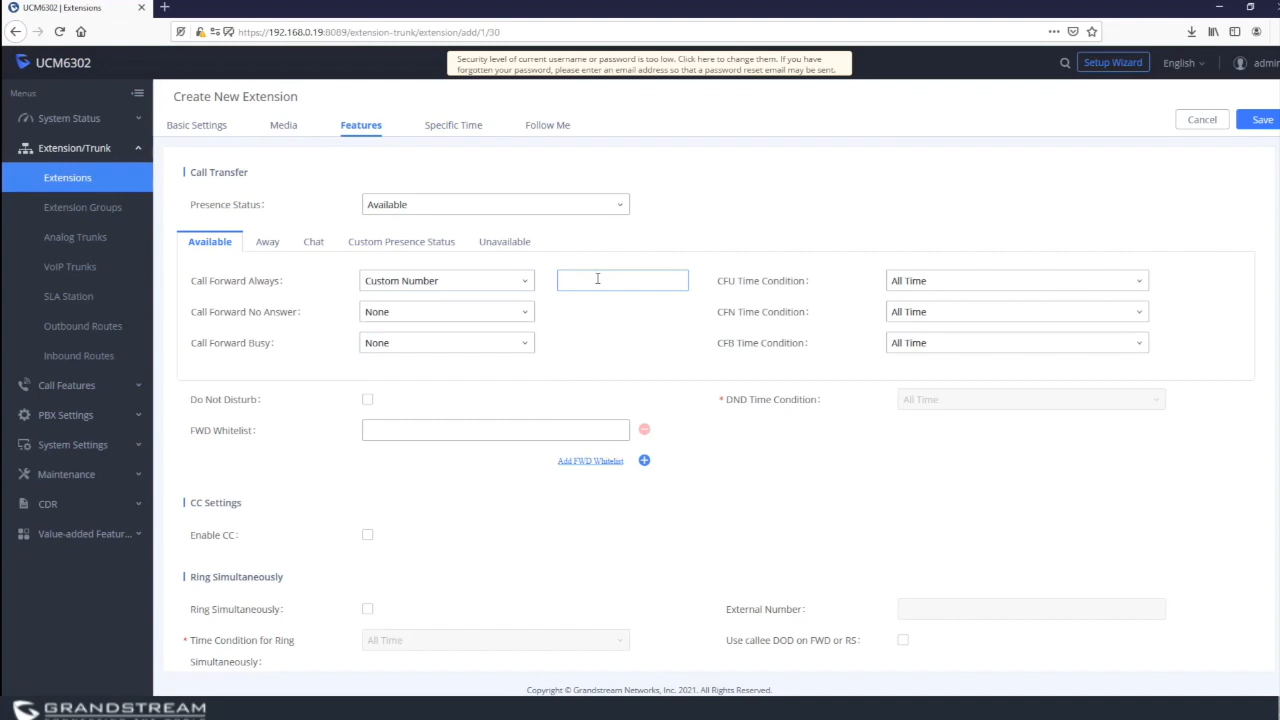 UCM6302 | Extensions
https://192.168.0.19:8089/extension-trunk/extension/add/1/30
UCM6302
Security level of current username or password is too low. Click here to change them. If you have
forgotten your password, please enter an email address so that a password reset email may be sent.
Setup Wizard
English
admin
Menus
System Status
Extension/Trunk
Extensions
Extension Groups
Analog Trunks
VoIP Trunks
SLA Station
Outbound Routes
Inbound Routes
Call Features
PBX Settings
System Settings
Maintenance
CDR
Value-added Featur...
Create New Extension
Basic Settings
Media
Features
Specific Time
Follow Me
Cancel
Save
Call Transfer
Presence Status:
Available
Available
Away
Chat
Custom Presence Status
Unavailable
Call Forward Always:
Custom Number
CFU Time Condition:
All Time
Call Forward No Answer:
None
CFN Time Condition:
All Time
Call Forward Busy:
None
CFB Time Condition:
All Time
Do Not Disturb:
* DND Time Condition:
All Time
FWD Whitelist:
Add FWD Whitelist
CC Settings
Enable CC:
Ring Simultaneously
Ring Simultaneously:
External Number:
* Time Condition for Ring
Simultaneously:
All Time
Use callee DOD on FWD or RS:
Copyright © Grandstream Networks, Inc. 2021. All Rights Reserved.
GRANDSTREAM